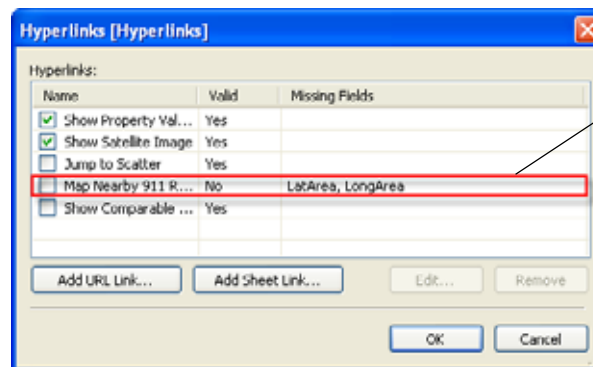 Hyperlinks [Hyperlinks]
Hyperlinks:
Name Valid Missing Fields
Show Property Val... Yes
Show Satellite Image Yes
Jump to Scatter Yes
Map Nearby 911 R... No LatArea, LongArea
Show Comparable ... Yes
Add URL Link... Add Sheet Link... Edit... Remove
OK Cancel